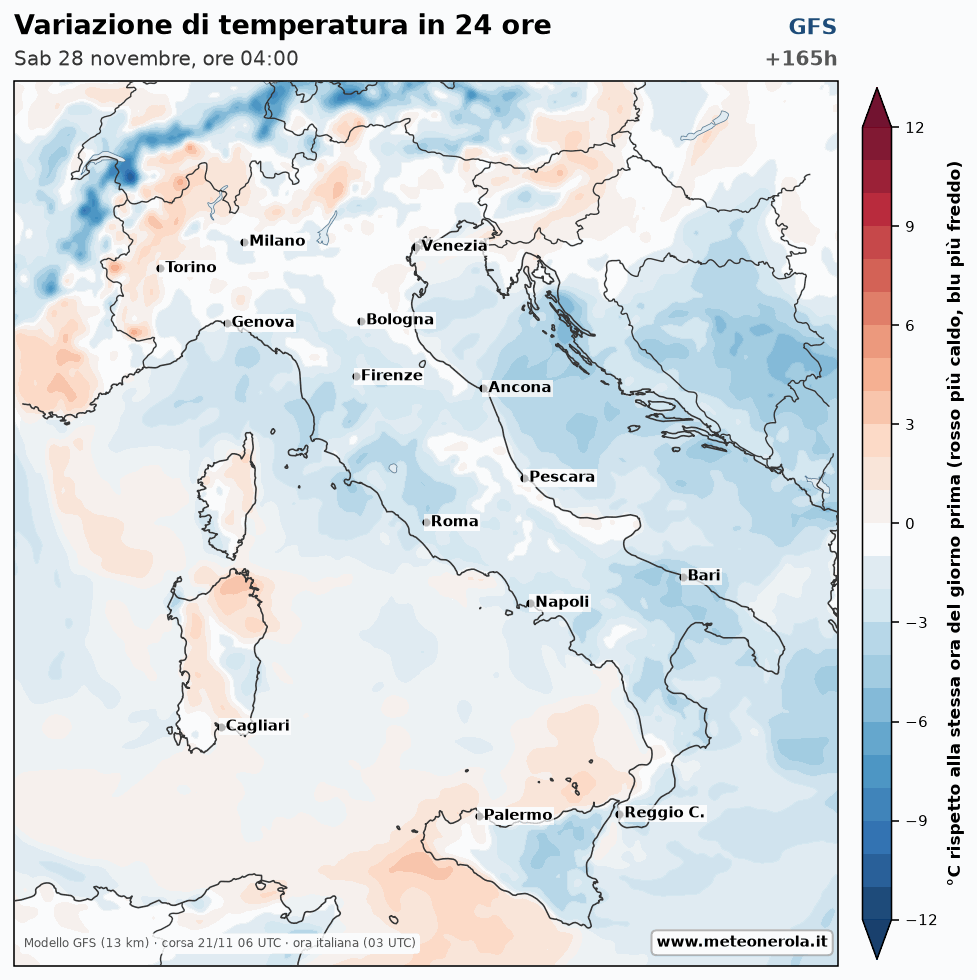 Variazione di temperatura in 24 ore
GFS
Sab 28 novembre, ore 04:00
+165h
Milano
Venezia
Torino
Genova
Bologna
Firenze
Ancona
Pescara
Roma
Bari
Napoli
Cagliari
Palermo
Reggio C.
12
9
6
3
0
−3
−6
−9
−12
°C rispetto alla stessa ora del giorno prima (rosso più caldo, blu più freddo)
Modello GFS (13 km) · corsa 21/11 06 UTC · ora italiana (03 UTC)
www.meteonerola.it